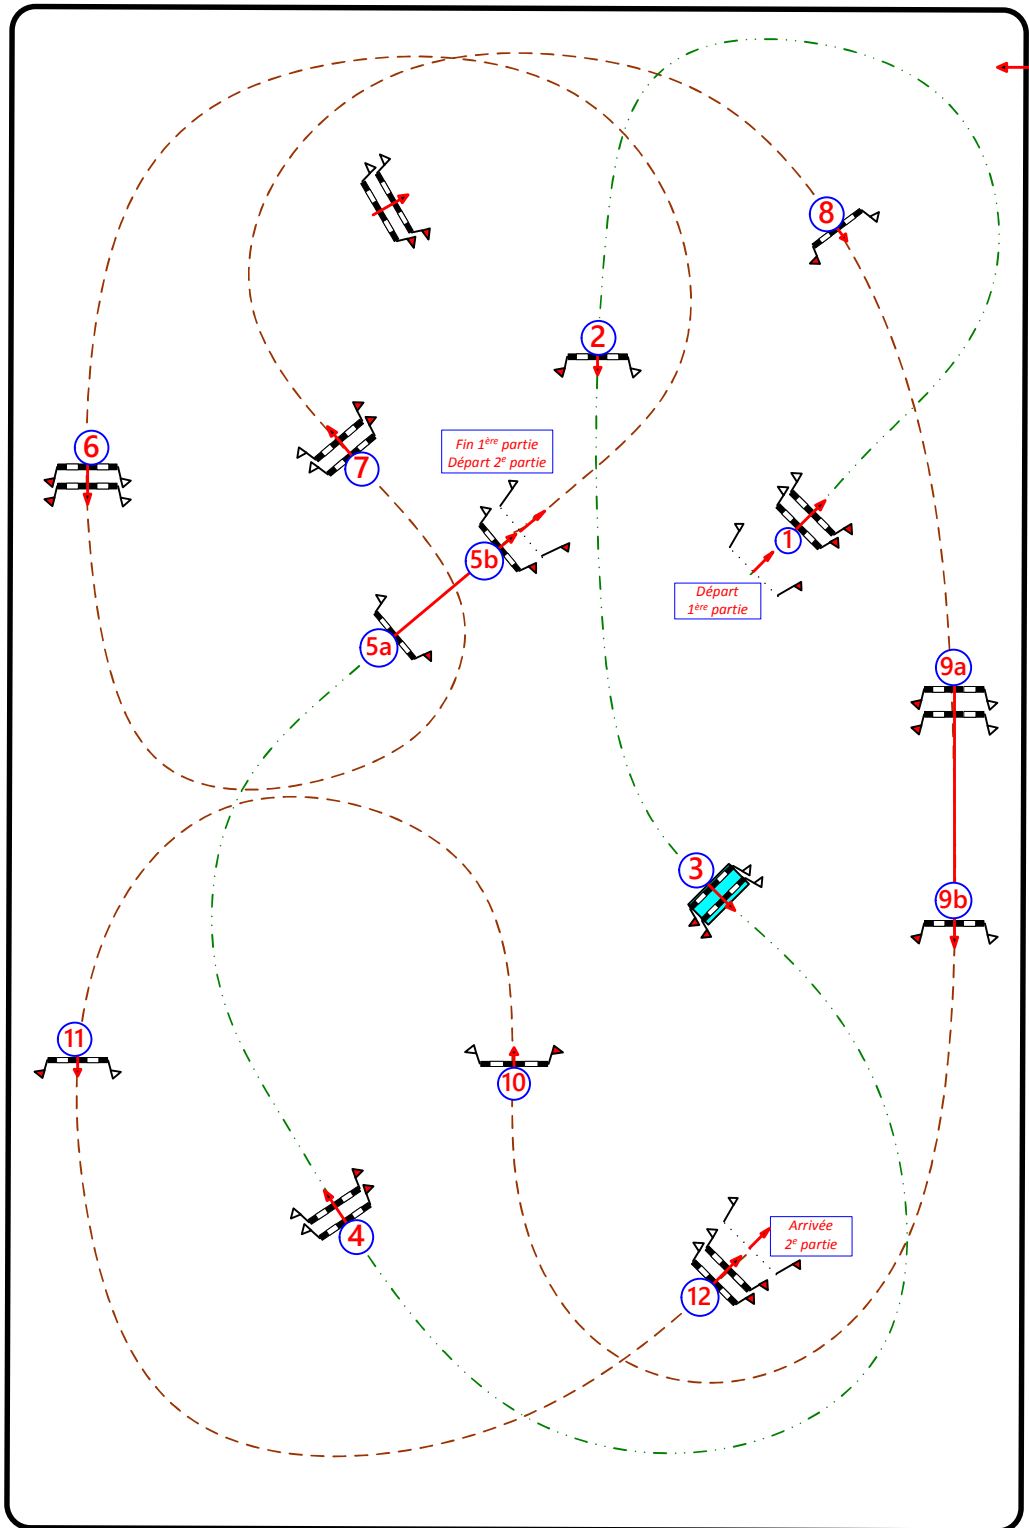 8
2
6
7
Fin 1ère partie
Départ 2e partie
5b
1
Départ
1ère partie
5a
9a
3
9b
11
10
4
Arrivée
2e partie
12